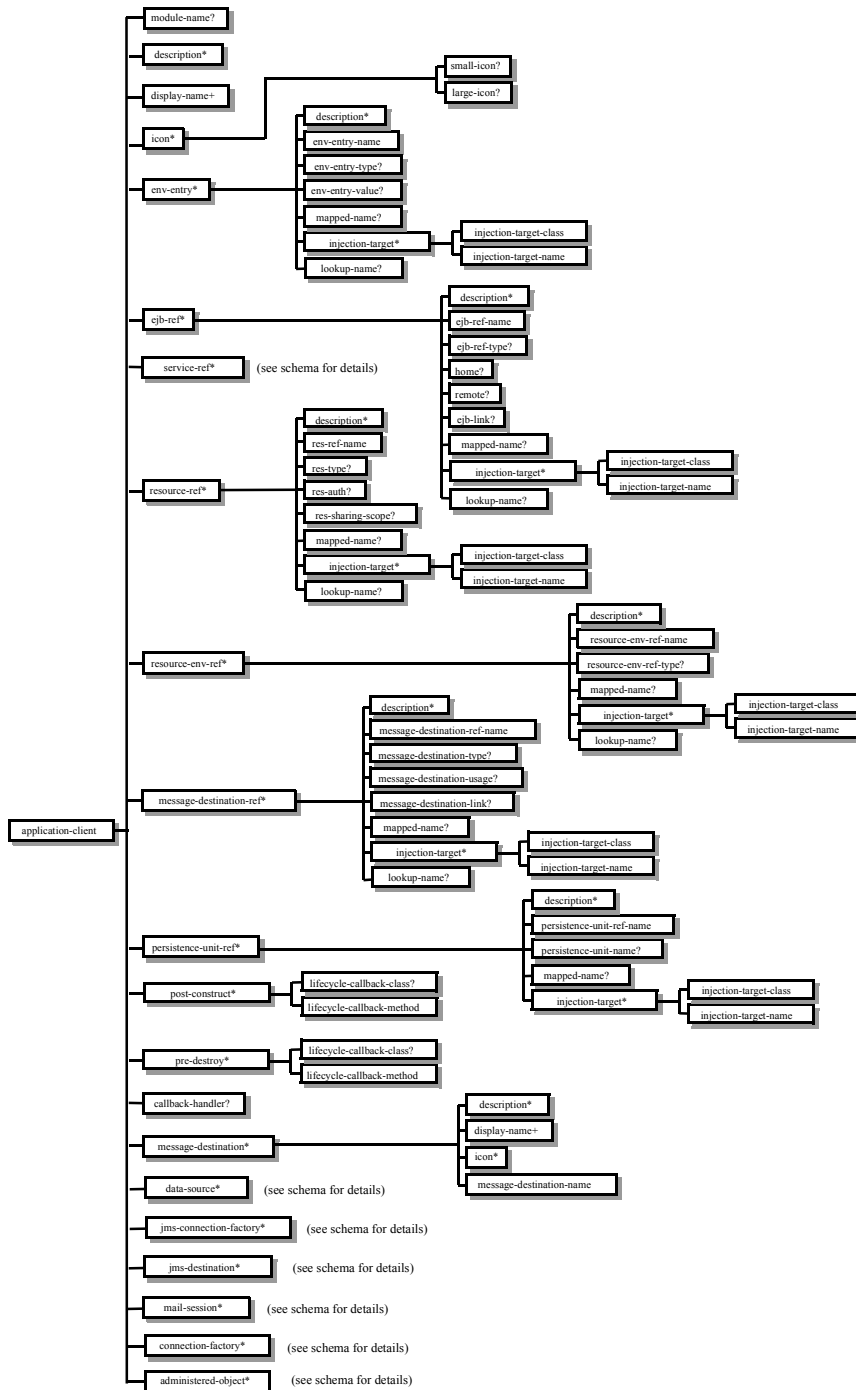 module-name?
description*
display-name+
icon*
small-icon?
large-icon?
env-entry*
description*
env-entry-name
env-entry-type?
env-entry-value?
mapped-name?
injection-target*
injection-target-class
injection-target-name
lookup-name?
ejb-ref*
description*
ejb-ref-name
ejb-ref-type?
home?
remote?
ejb-link?
mapped-name?
injection-target*
injection-target-class
injection-target-name
lookup-name?
service-ref* (see schema for details)
resource-ref*
description*
res-ref-name
res-type?
res-auth?
res-sharing-scope?
mapped-name?
injection-target*
injection-target-class
injection-target-name
lookup-name?
resource-env-ref*
description*
resource-env-ref-name
resource-env-ref-type?
mapped-name?
injection-target*
injection-target-class
injection-target-name
lookup-name?
application-client
message-destination-ref*
description*
message-destination-ref-name
message-destination-type?
message-destination-usage?
message-destination-link?
mapped-name?
injection-target*
injection-target-class
injection-target-name
lookup-name?
persistence-unit-ref*
description*
persistence-unit-ref-name
persistence-unit-name?
mapped-name?
injection-target*
injection-target-class
injection-target-name
post-construct*
lifecycle-callback-class?
lifecycle-callback-method
pre-destroy*
lifecycle-callback-class?
lifecycle-callback-method
callback-handler?
message-destination*
description*
display-name+
icon*
message-destination-name
data-source* (see schema for details)
jms-connection-factory* (see schema for details)
jms-destination* (see schema for details)
mail-session* (see schema for details)
connection-factory* (see schema for details)
administered-object* (see schema for details)